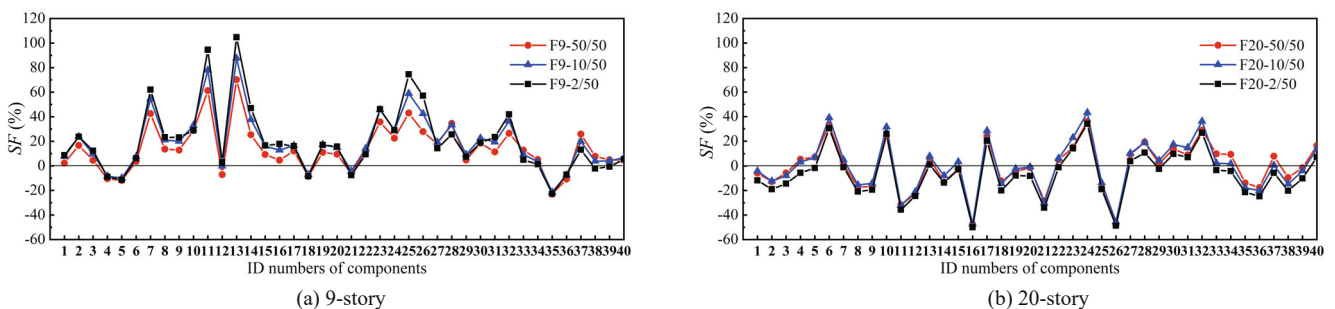 120
100
80
60
40
20
0
-20
-40
-60
SF (%)
F9-50/50
F9-10/50
F9-2/50
1 2 3 4 5 6 7 8 9 10 11 12 13 14 15 16 17 18 19 20 21 22 23 24 25 26 27 28 29 30 31 32 33 34 35 36 37 38 39 40
ID numbers of components
(a) 9-story
120
100
80
60
40
20
0
-20
-40
-60
SF (%)
F20-50/50
F20-10/50
F20-2/50
1 2 3 4 5 6 7 8 9 10 11 12 13 14 15 16 17 18 19 20 21 22 23 24 25 26 27 28 29 30 31 32 33 34 35 36 37 38 39 40
ID numbers of components
(b) 20-story